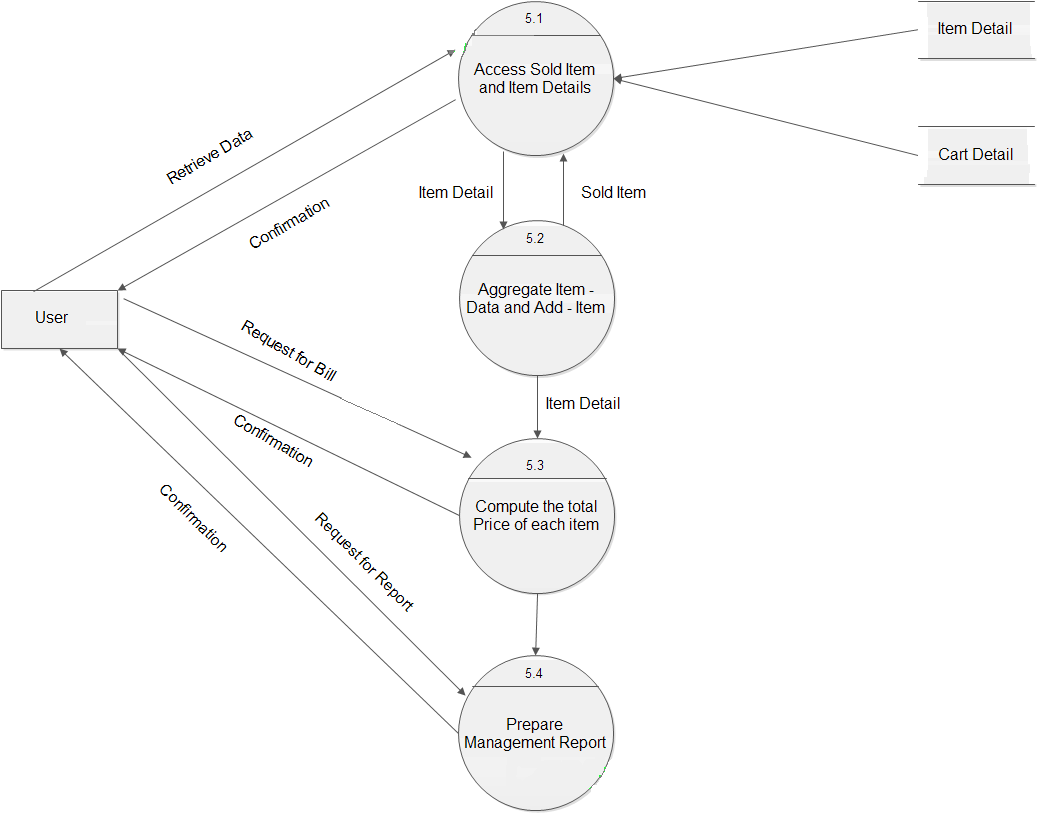 5.1
Access Sold Item
and Item Details
Item Detail
Cart Detail
Retrieve Data
Confirmation
Item Detail
Sold Item
5.2
Aggregate Item -
Data and Add - Item
User
Request for Bill
Confirmation
Item Detail
5.3
Compute the total
Price of each item
Confirmation
Request for Report
5.4
Prepare
Management Report